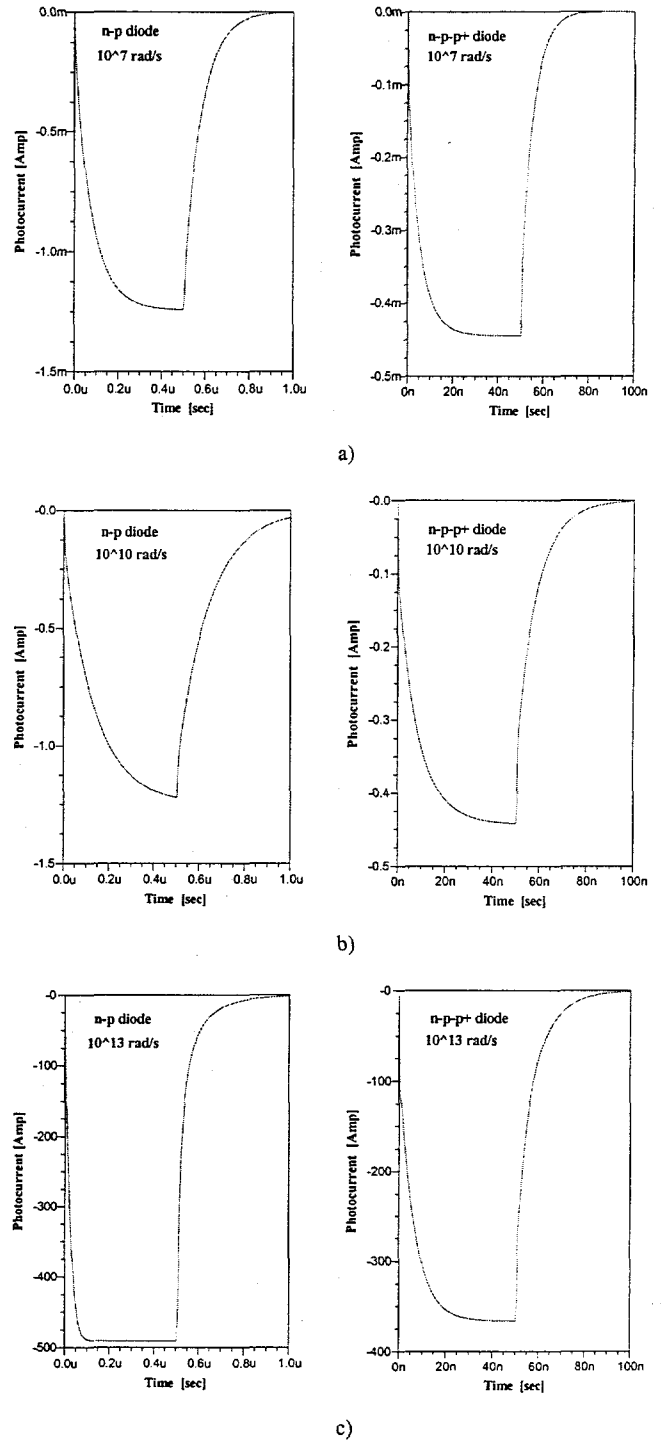 0.0m
-0.5m
-1.0m
-1.5m
Photocurrent [Amp]
n-p diode
10^7 rad/s
0.0u 0.2u 0.4u 0.6u 0.8u 1.0u
Time [sec]
0.0m
-0.1m
-0.2m
-0.3m
-0.4m
-0.5m
Photocurrent [Amp]
n-p-p+ diode
10^7 rad/s
0n 20n 40n 60n 80n 100n
Time [sec]
a)
-0.0
-0.5
-1.0
-1.5
Photocurrent [Amp]
n-p diode
10^10 rad/s
0.0u 0.2u 0.4u 0.6u 0.8u 1.0u
Time [sec]
-0.0
-0.1
-0.2
-0.3
-0.4
-0.5
Photocurrent [Amp]
n-p-p+ diode
10^10 rad/s
0n 20n 40n 60n 80n 100n
Time [sec]
b)
-0
-100
-200
-300
-400
-500
Photocurrent [Amp]
n-p diode
10^13 rad/s
0.0u 0.2u 0.4u 0.6u 0.8u 1.0u
Time [sec]
-0
-100
-200
-300
-400
Photocurrent [Amp]
n-p-p+ diode
10^13 rad/s
0n 20n 40n 60n 80n 100n
Time [sec]
c)